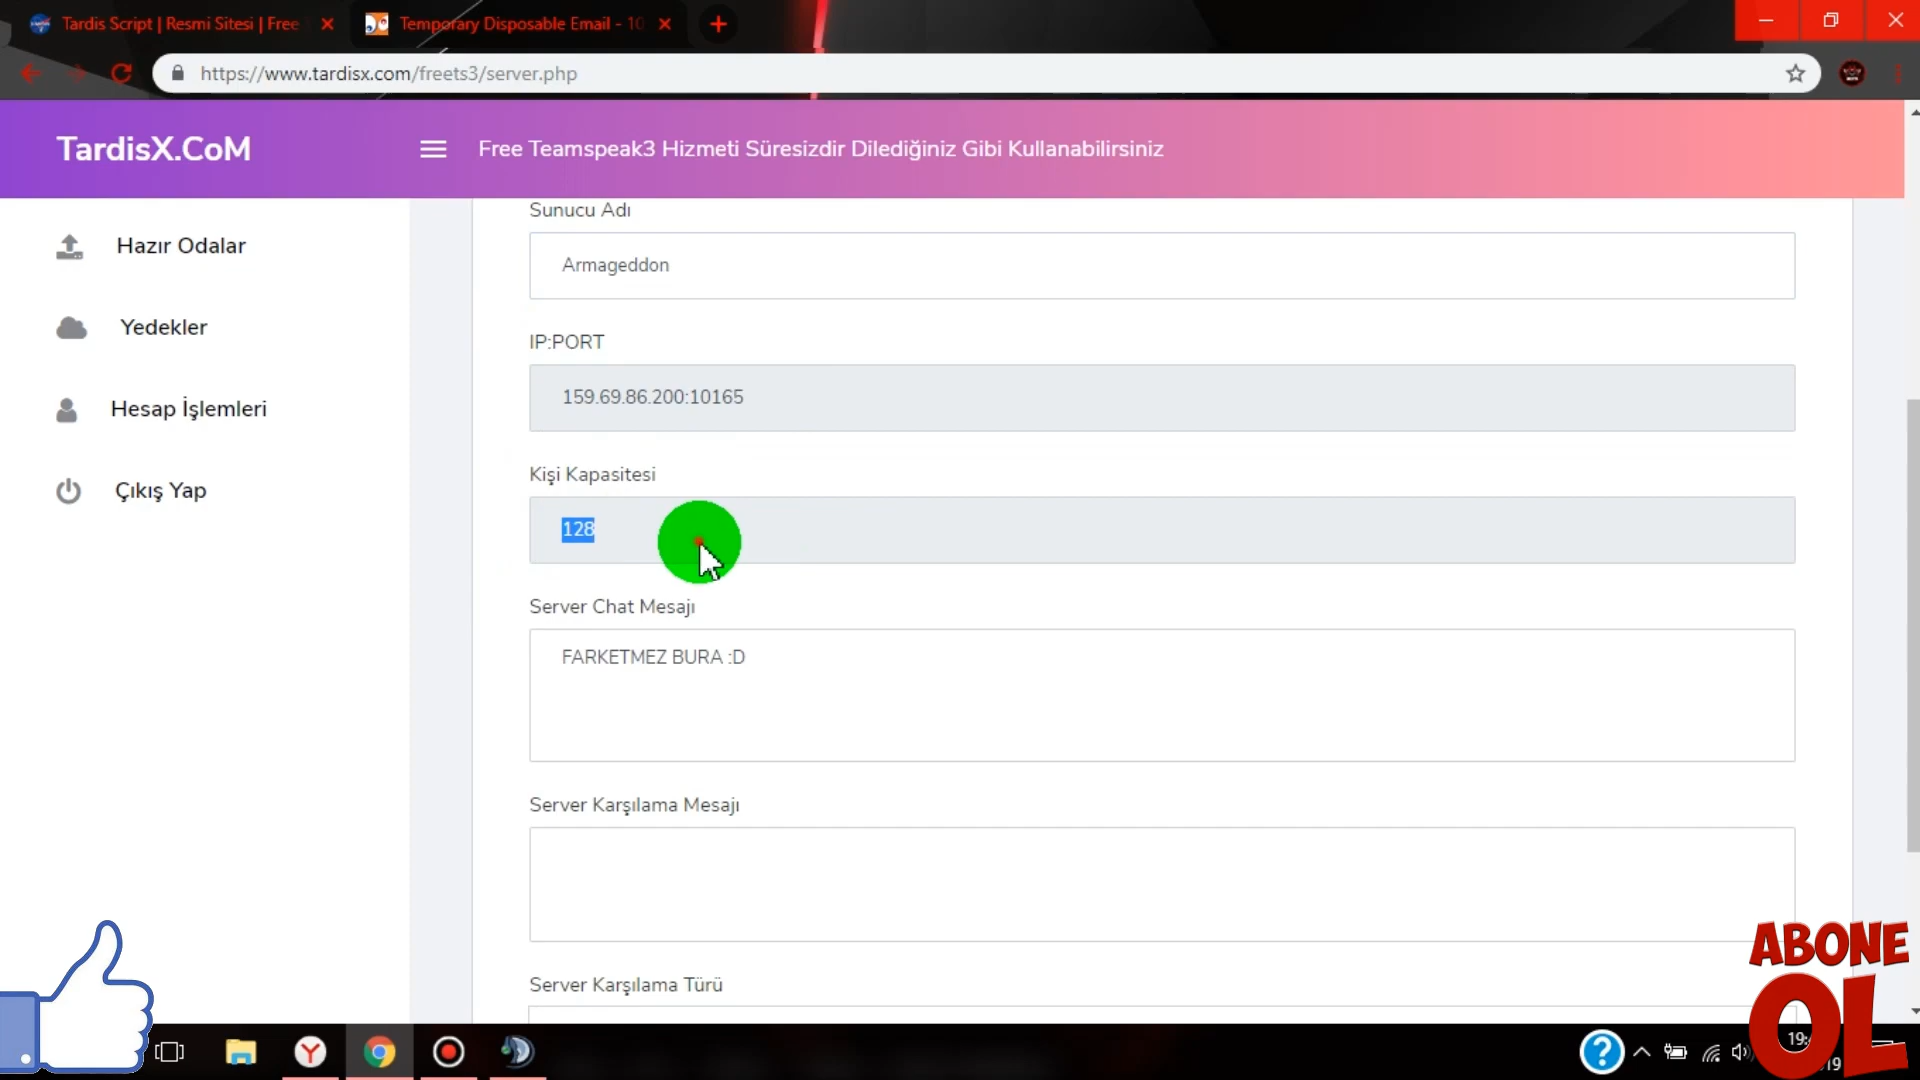 Tardis Script | Resmi Sitesi | Free
Temporary Disposable Email - 10
https://www.tardisx.com/freets3/server.php
TardisX.CoM
Free Teamspeak3 Hizmeti Süresizdir Dilediğiniz Gibi Kullanabilirsiniz
Hazır Odalar
Yedekler
Hesap İşlemleri
Çıkış Yap
Sunucu Adı
Armageddon
IP:PORT
159.69.86.200:10165
Kişi Kapasitesi
128
Server Chat Mesajı
FARKETMEZ BURA :D
Server Karşılama Mesajı
Server Karşılama Türü
ABONE
OL